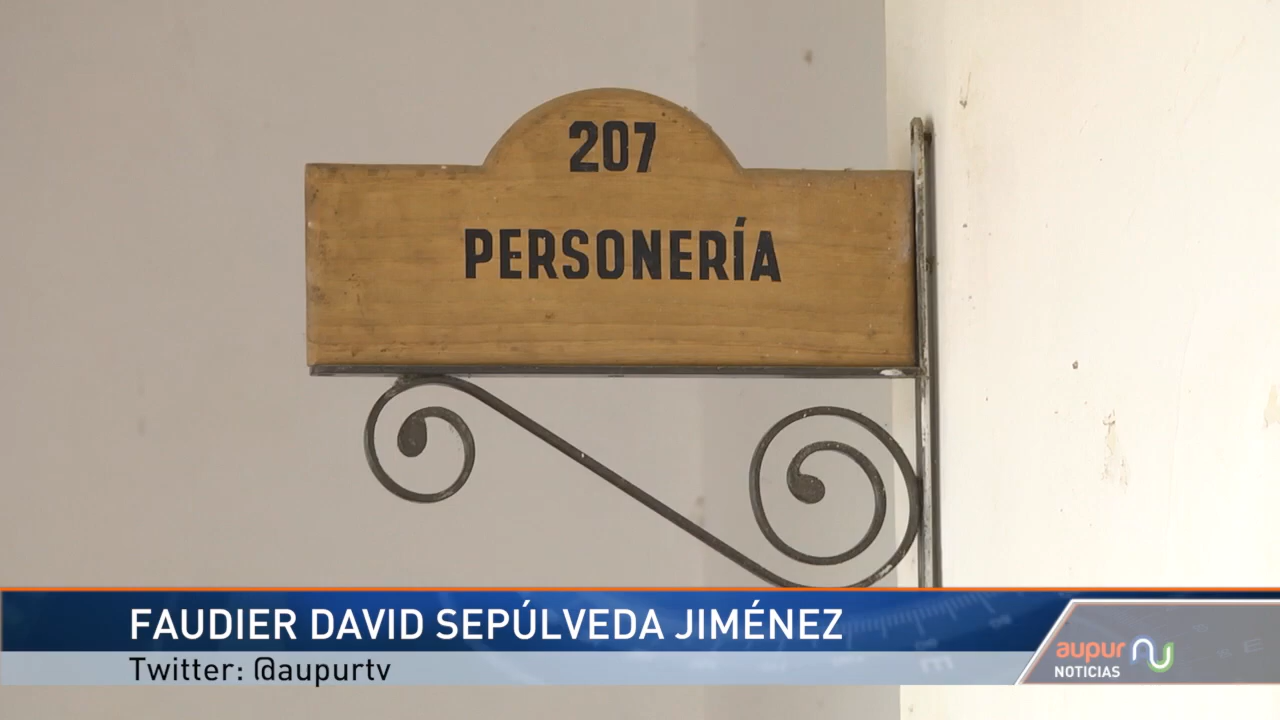 207
PERSONERÍA
FAUDIER DAVID SEPÚLVEDA JIMÉNEZ
Twitter: @aupurtv
aupur
NOTICIAS